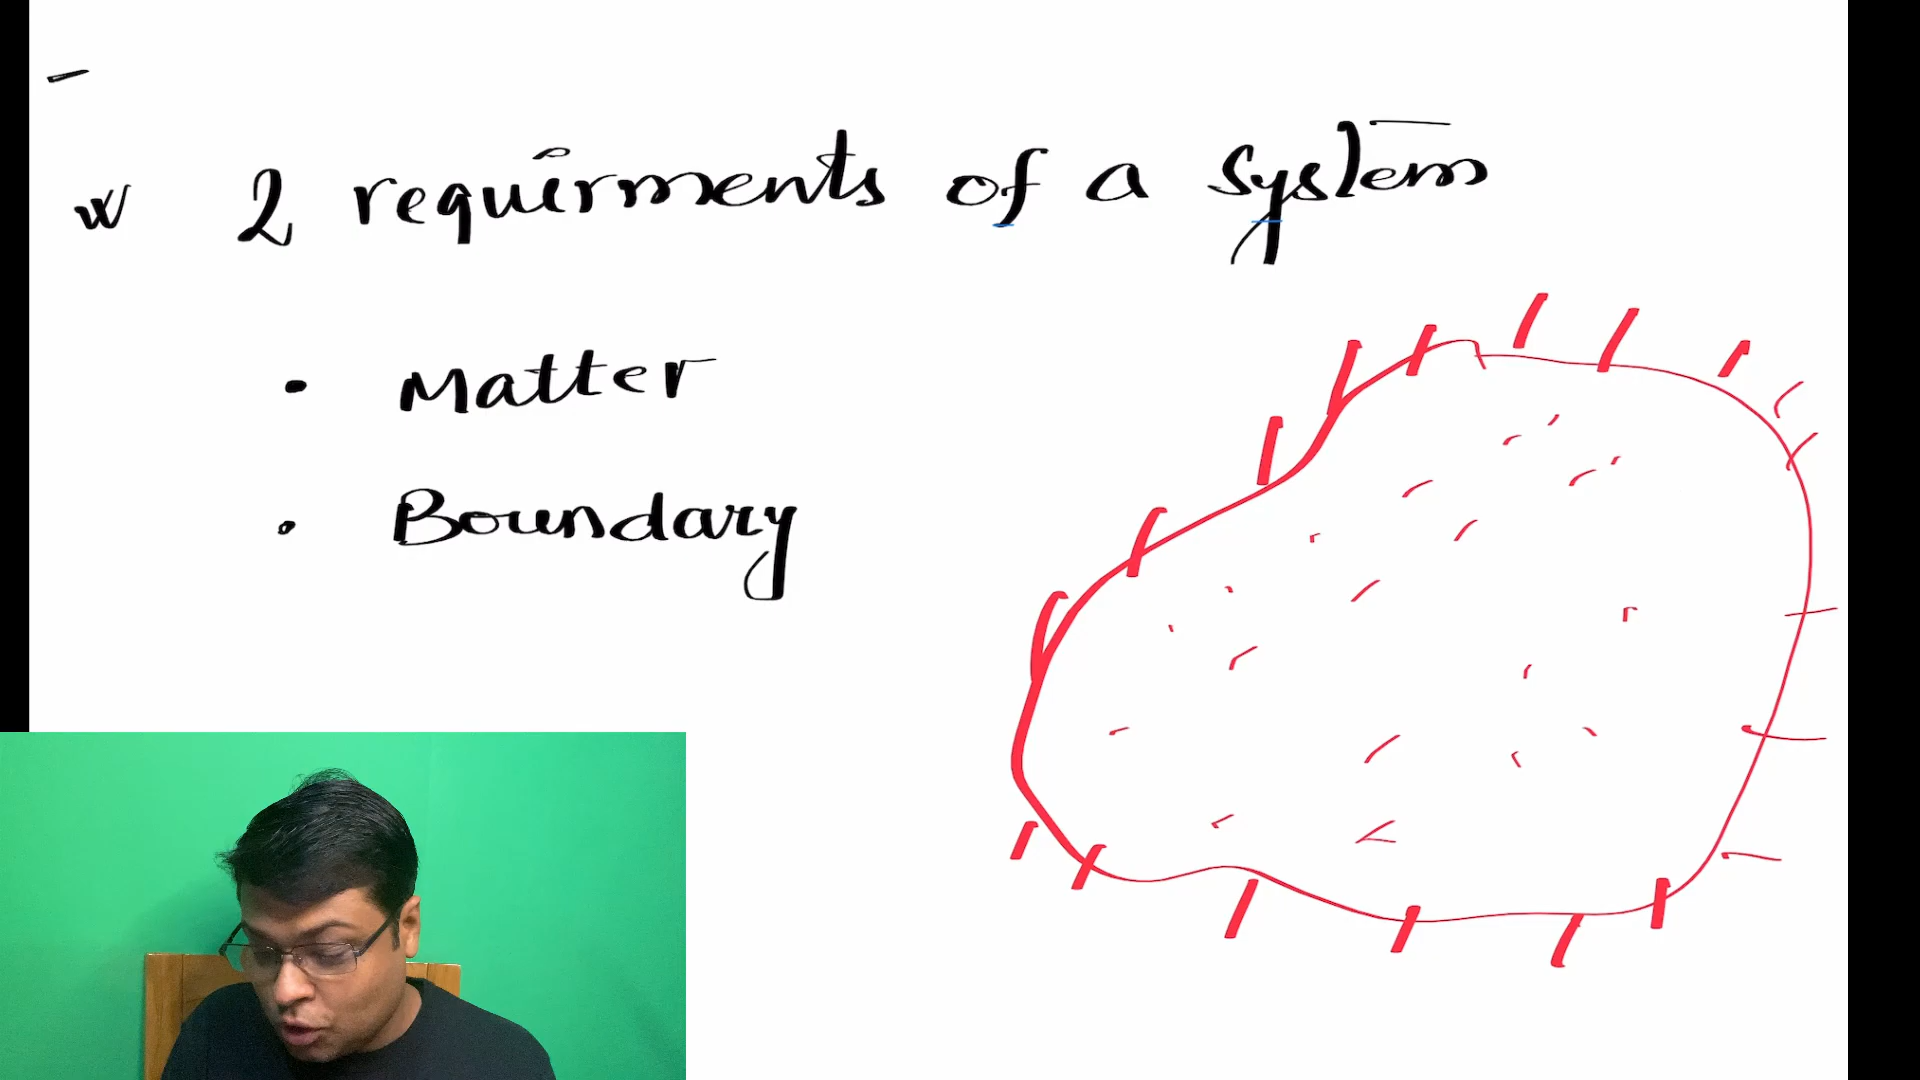 2 requirments of a system
• Matter
• Boundary